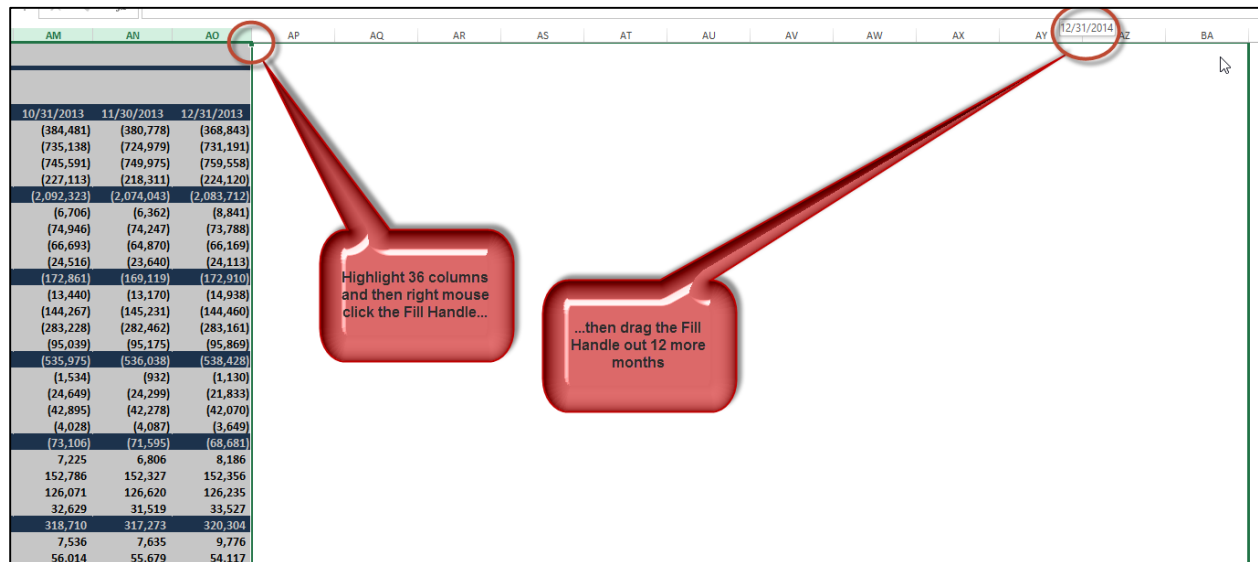 AM AN AO AP AQ AR AS AT AU AV AW AX AY 12/31/2014 AZ BA
10/31/2013 11/30/2013 12/31/2013
(384,481) (380,778) (368,843)
(735,138) (724,979) (731,191)
(745,591) (749,975) (759,558)
(227,113) (218,311) (224,120)
(2,092,323) (2,074,043) (2,083,712)
(6,706) (6,362) (8,841)
(74,946) (74,247) (73,788)
(66,693) (64,870) (66,169)
(24,516) (23,640) (24,113)
(172,861) (169,119) (172,910)
(13,440) (13,170) (14,938)
(144,267) (145,231) (144,460)
(283,228) (282,462) (283,161)
(95,039) (95,175) (95,869)
(535,975) (536,038) (538,428)
(1,534) (932) (1,130)
(24,649) (24,299) (21,833)
(42,895) (42,278) (42,070)
(4,028) (4,087) (3,649)
(73,106) (71,595) (68,681)
7,225 6,806 8,186
152,786 152,327 152,356
126,071 126,620 126,235
32,629 31,519 33,527
318,710 317,273 320,304
7,536 7,635 9,776
56,014 55,679 54,117
Highlight 36 columns
and then right mouse
click the Fill Handle...
...then drag the Fill
Handle out 12 more
months